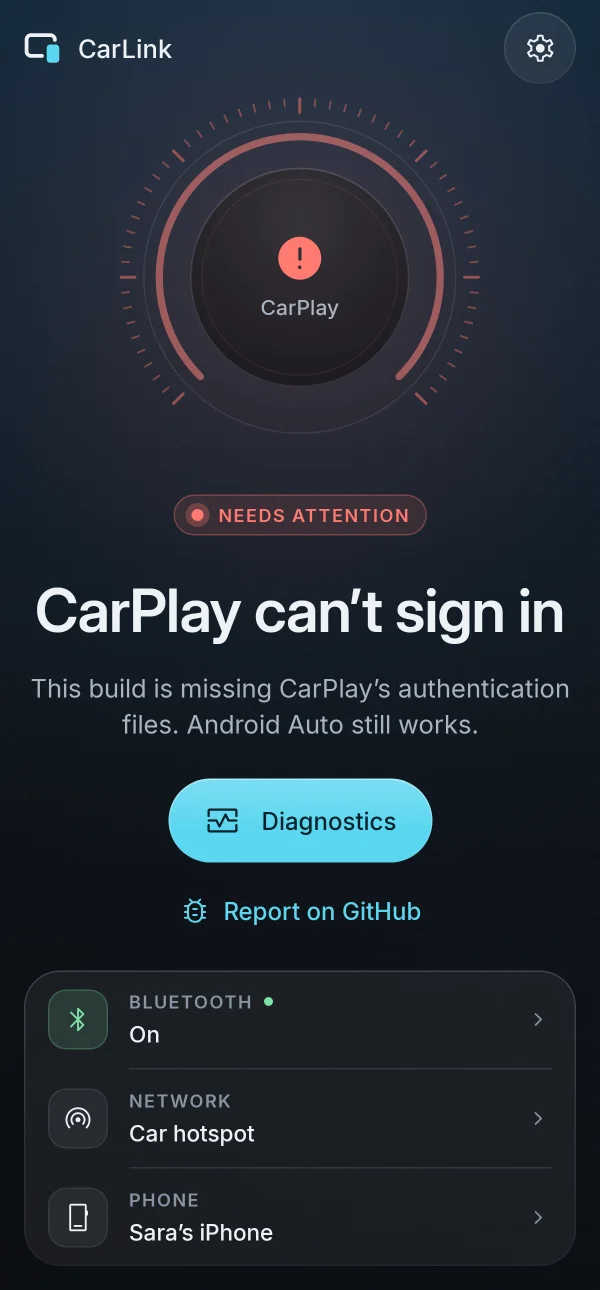 CarLink
CarPlay
NEEDS ATTENTION
CarPlay can’t sign in
This build is missing CarPlay’s authentication
files. Android Auto still works.
Diagnostics
Report on GitHub
BLUETOOTH
On
NETWORK
Car hotspot
PHONE
Sara’s iPhone